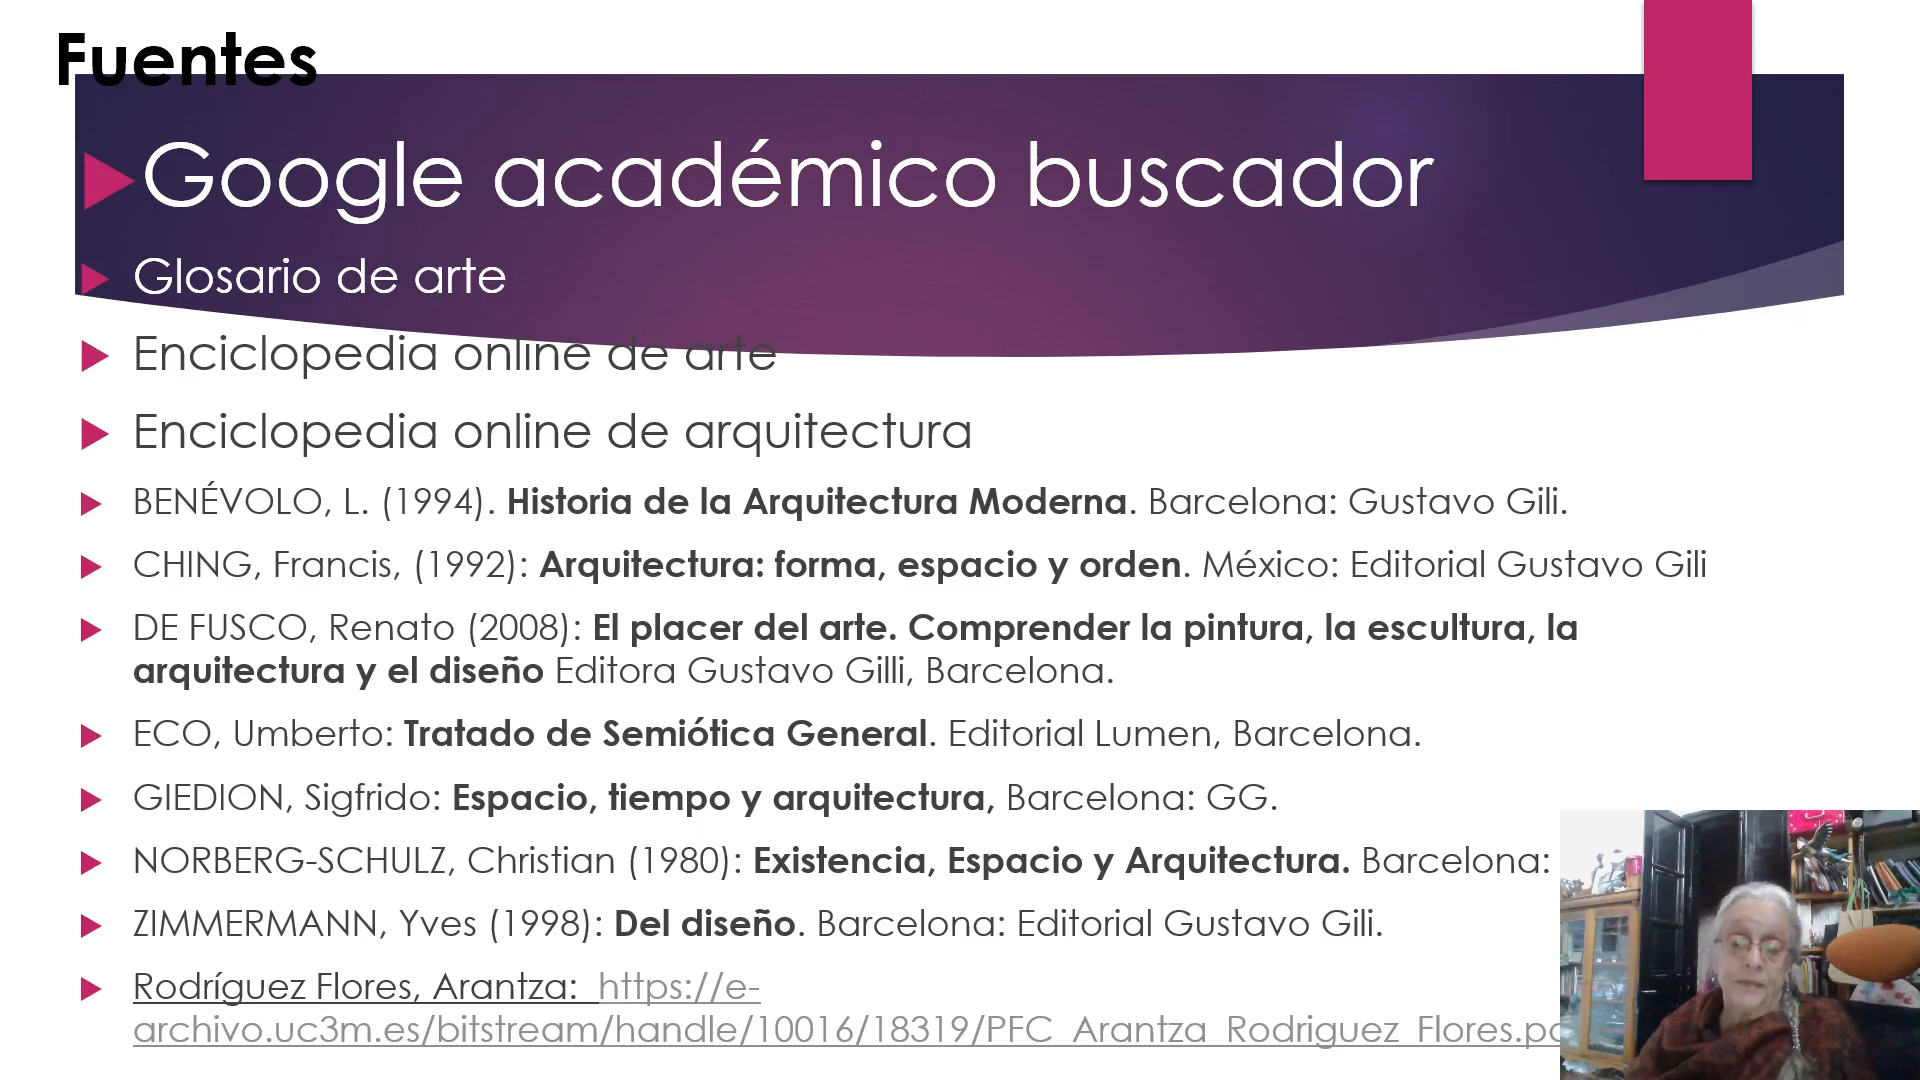 Fuentes
Google académico buscador
Glosario de arte
Enciclopedia online de arte
Enciclopedia online de arquitectura
BENÉVOLO, L. (1994). Historia de la Arquitectura Moderna. Barcelona: Gustavo Gili.
CHING, Francis, (1992): Arquitectura: forma, espacio y orden. México: Editorial Gustavo Gili
DE FUSCO, Renato (2008): El placer del arte. Comprender la pintura, la escultura, la
arquitectura y el diseño Editora Gustavo Gilli, Barcelona.
ECO, Umberto: Tratado de Semiótica General. Editorial Lumen, Barcelona.
GIEDION, Sigfrido: Espacio, tiempo y arquitectura, Barcelona: GG.
NORBERG-SCHULZ, Christian (1980): Existencia, Espacio y Arquitectura. Barcelona:
ZIMMERMANN, Yves (1998): Del diseño. Barcelona: Editorial Gustavo Gili.
Rodríguez Flores, Arantza: https://e-
archivo.uc3m.es/bitstream/handle/10016/18319/PFC_Arantza_Rodriguez_Flores.p